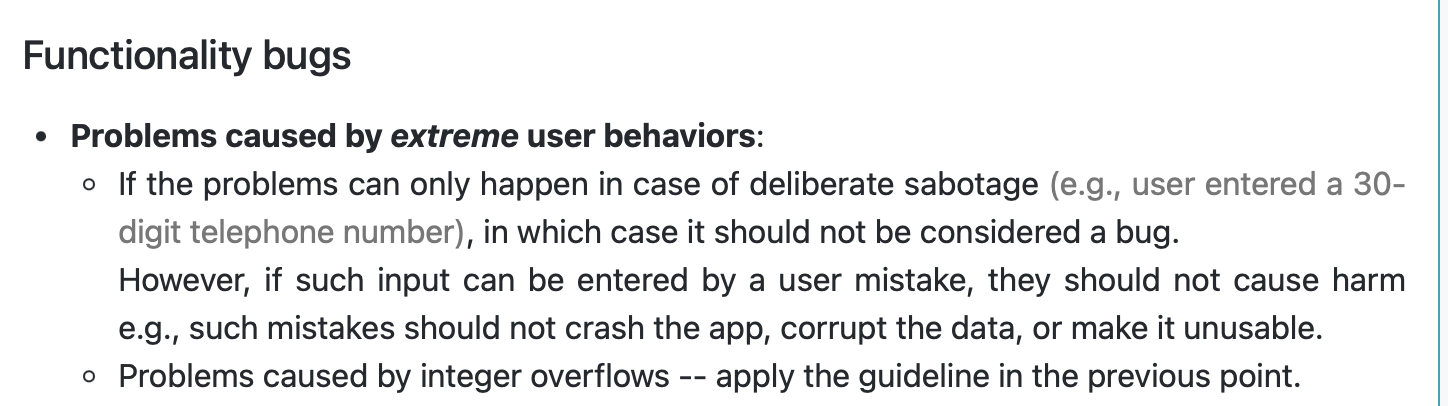 Functionality bugs
• Problems caused by extreme user behaviors:
◦ If the problems can only happen in case of deliberate sabotage (e.g., user entered a 30-
digit telephone number), in which case it should not be considered a bug.
However, if such input can be entered by a user mistake, they should not cause harm
e.g., such mistakes should not crash the app, corrupt the data, or make it unusable.
◦ Problems caused by integer overflows -- apply the guideline in the previous point.